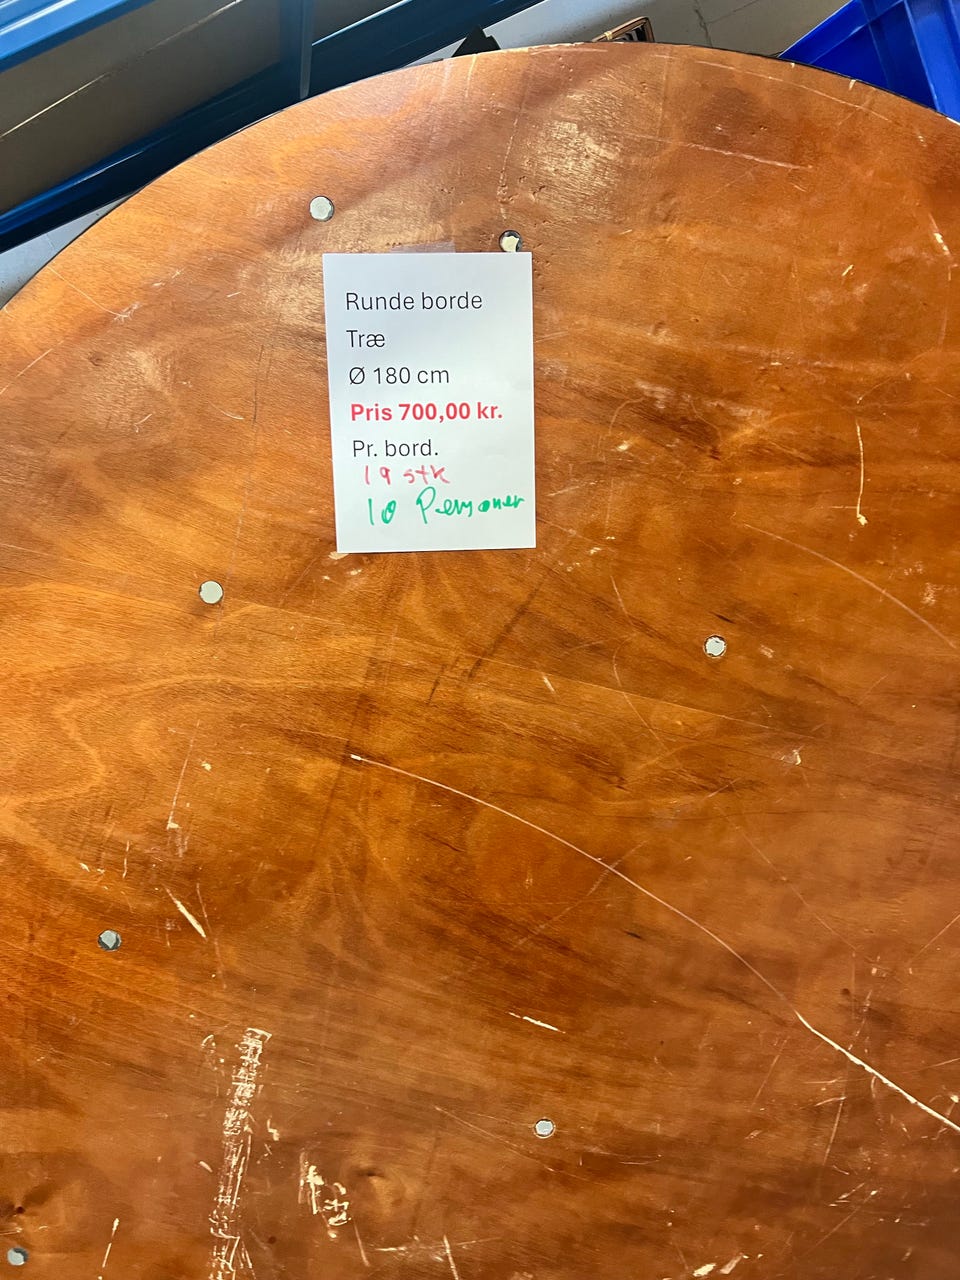 Runde borde
Træ
Ø 180 cm
Pris 700,00 kr.
Pr. bord.
19 stk
10 Personer